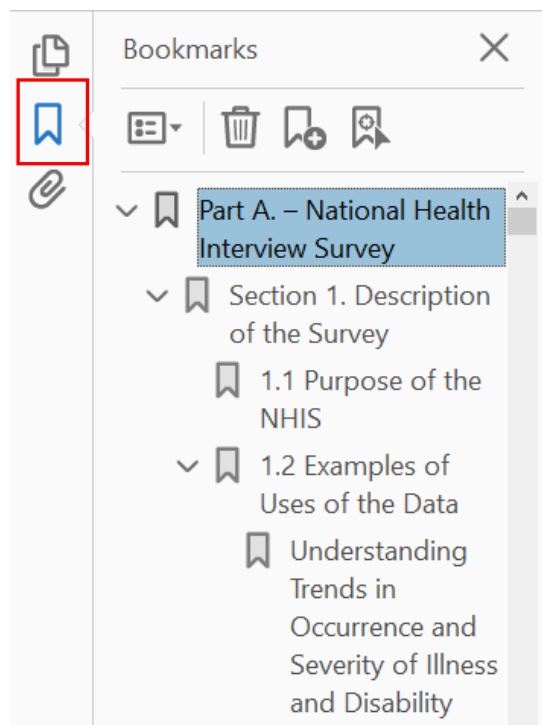 Bookmarks
Part A. – National Health
Interview Survey
Section 1. Description
of the Survey
1.1 Purpose of the
NHIS
1.2 Examples of
Uses of the Data
Understanding
Trends in
Occurrence and
Severity of Illness
and Disability